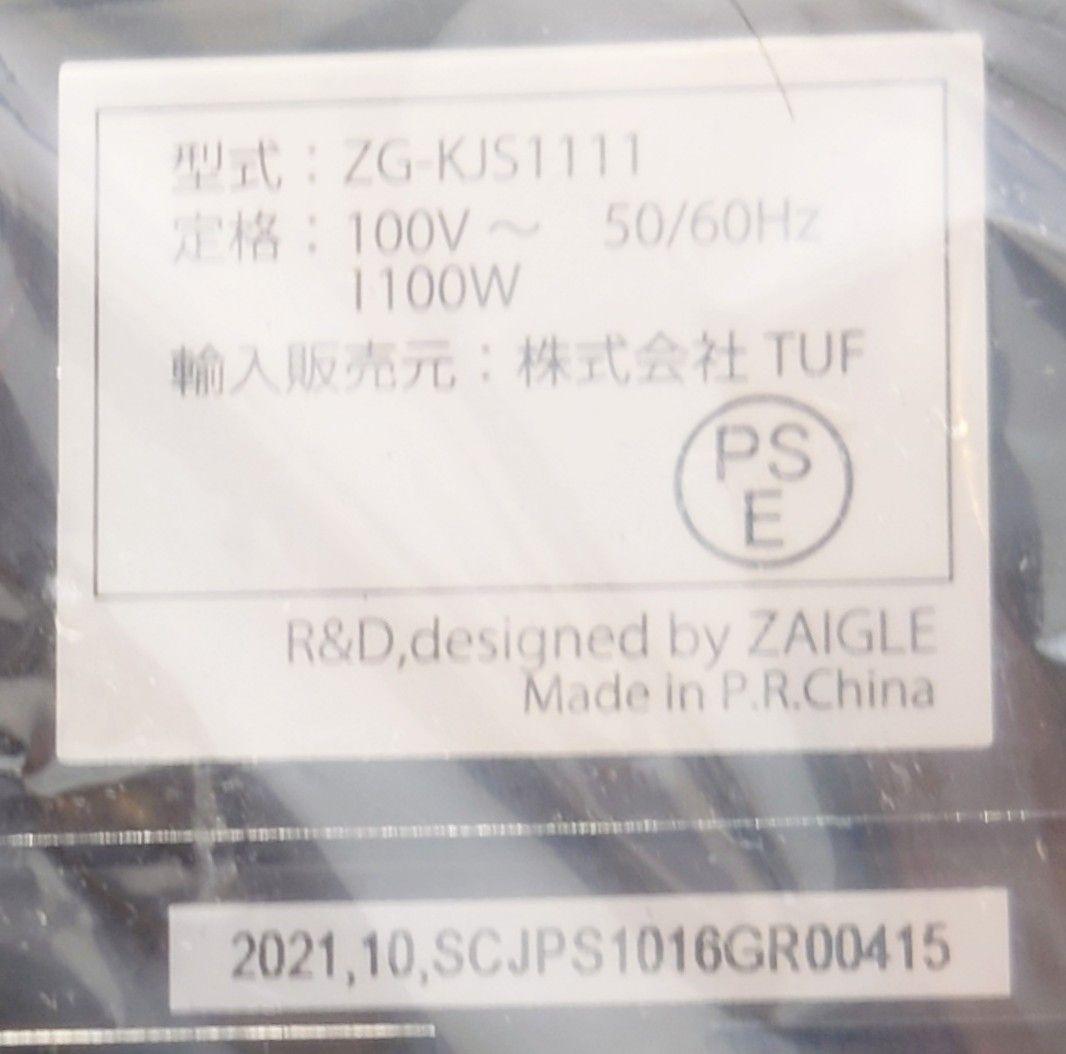 型式：ZG-KJS1111
定格：100V～ 50/60Hz
1100W
輸入販売元：株式会社 TUF
PS
E
R&D,designed by ZAIGLE
Made in P.R.China
2021,10,SCJPS1016GR00415